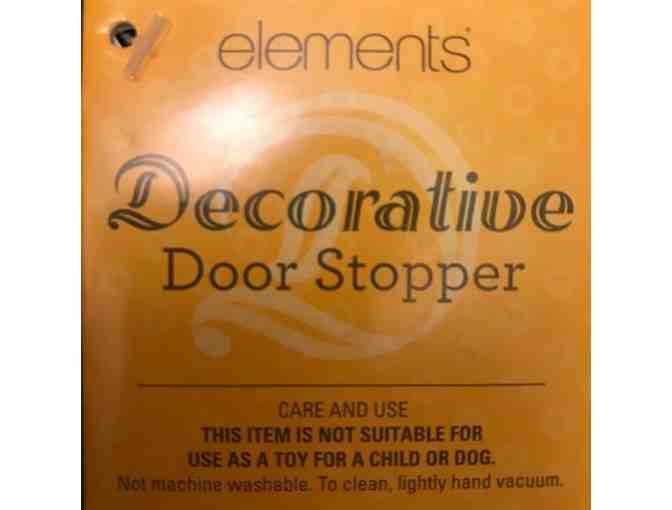 elements
Decorative
Door Stopper
CARE AND USE
THIS ITEM IS NOT SUITABLE FOR
USE AS A TOY FOR A CHILD OR DOG.
Not machine washable. To clean, lightly hand vacuum.